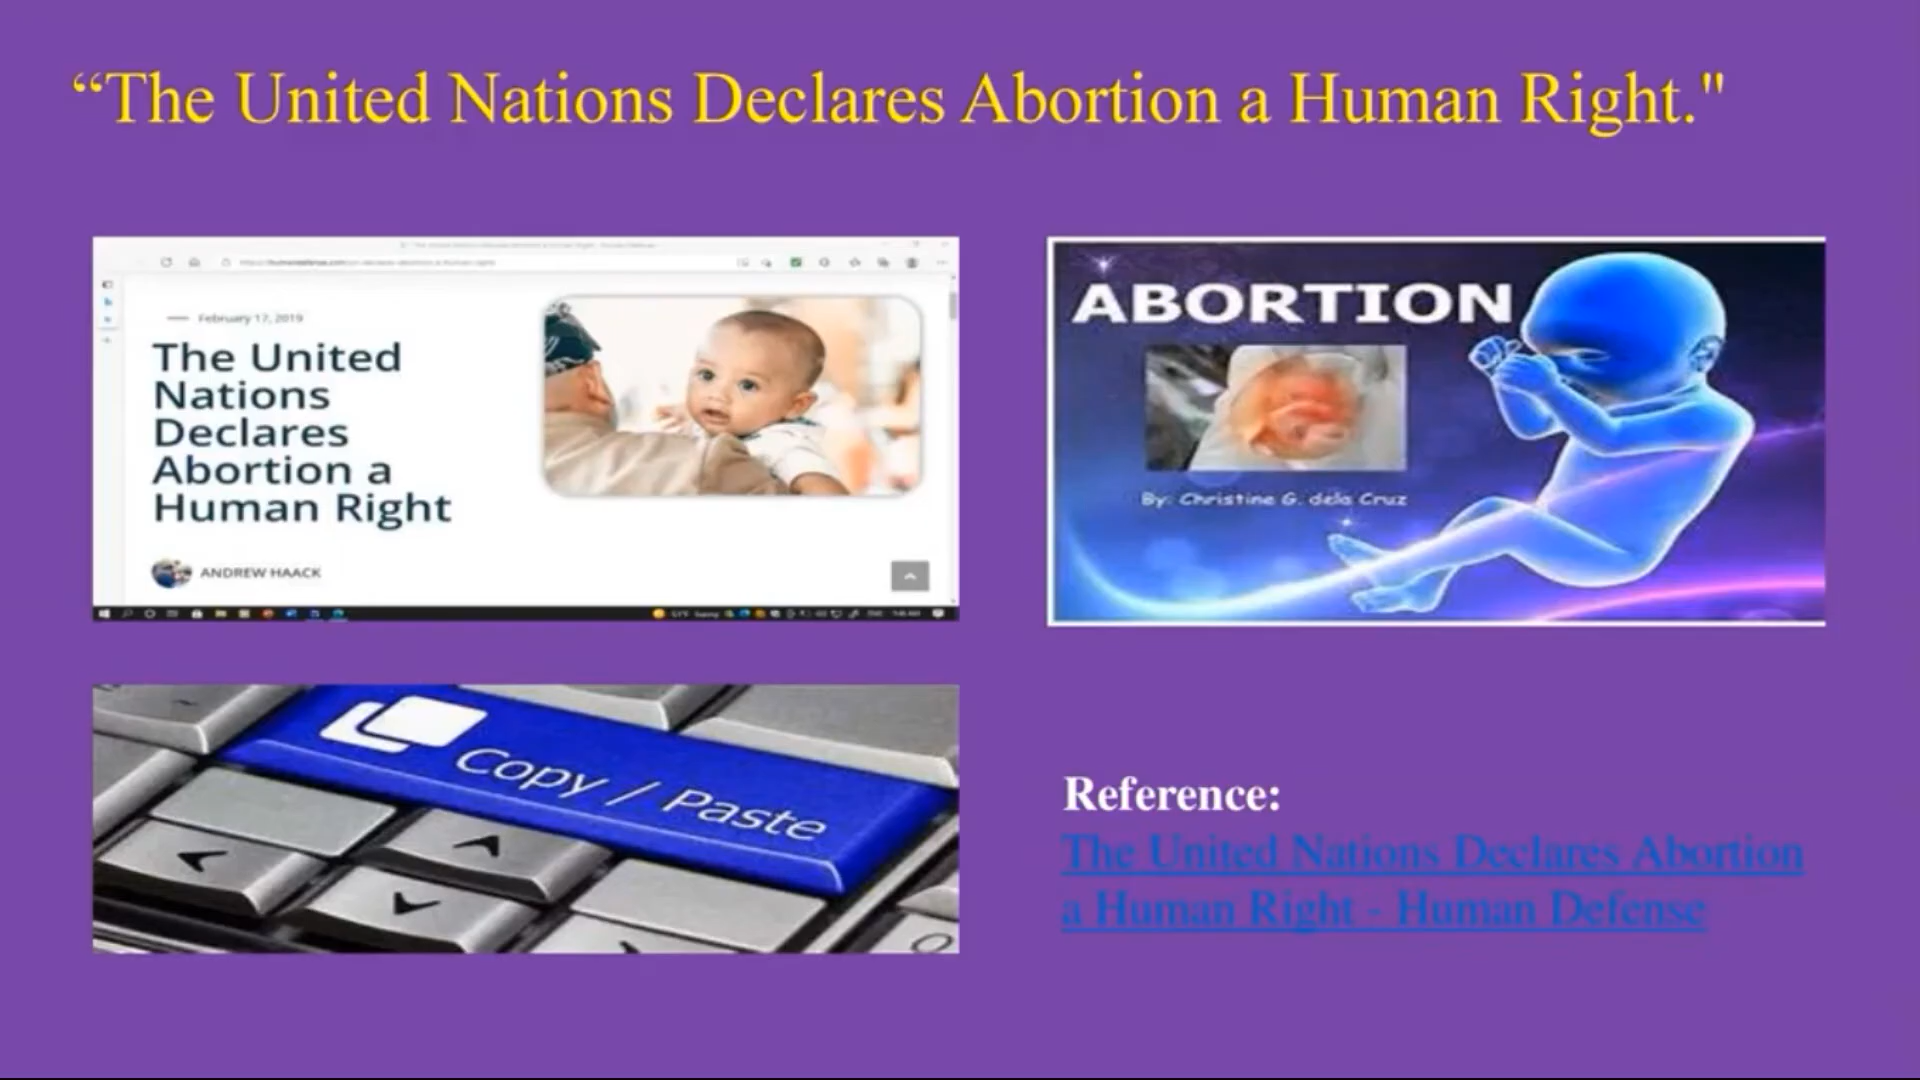 “The United Nations Declares Abortion a Human Right."
February 17, 2019
The United
Nations
Declares
Abortion a
Human Right
ANDREW HAACK
ABORTION
By: Christine G. dela Cruz
Copy / Paste
Reference:
The United Nations Declares Abortion
a Human Right - Human Defense